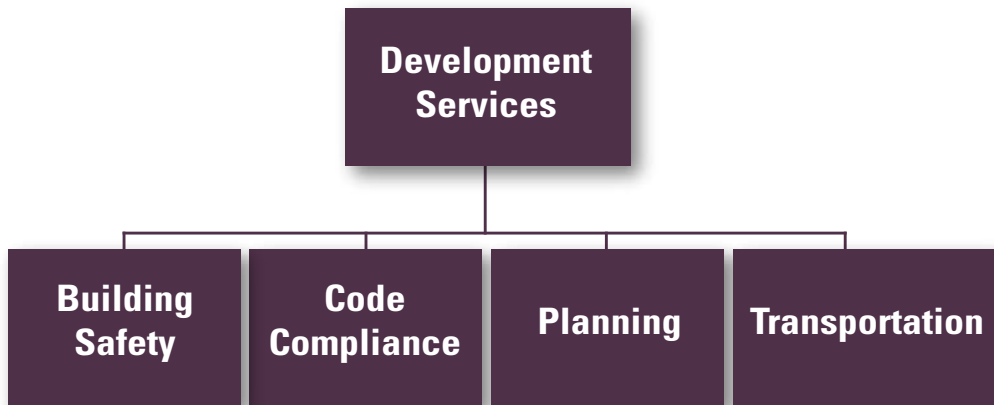 Development
Services
Building
Safety
Code
Compliance
Planning
Transportation